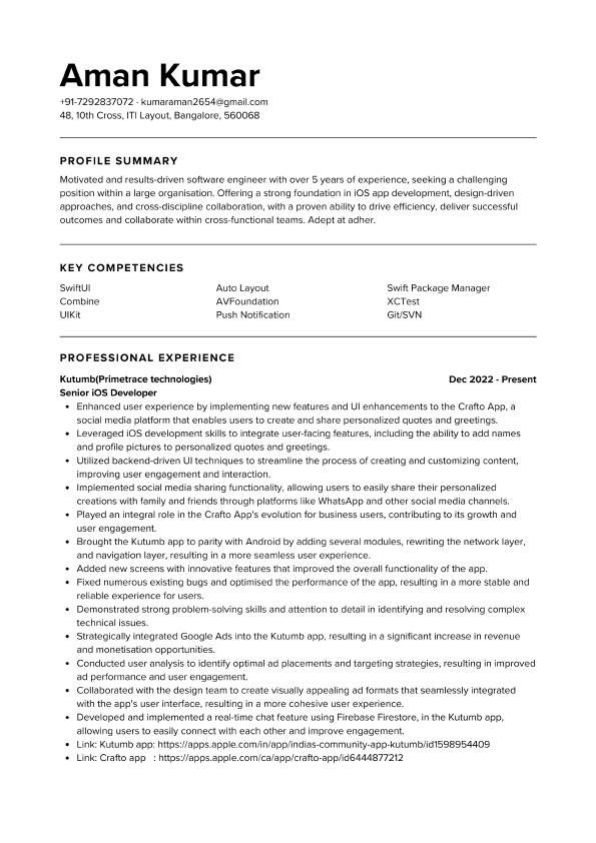 Aman Kumar
+91-7292837072 · kumararman2654@gmail.com
48, 10th Cross, ITI Layout, Bangalore, 560068
PROFILE SUMMARY
Motivated and results-driven software engineer with over 5 years of experience, seeking a challenging
position within a large organisation. Offering a strong foundation in iOS app development, design-driven
approaches, and cross-discipline collaboration, with a proven ability to drive efficiency, deliver successful
outcomes and collaborate within cross-functional teams. Adept at adher.
KEY COMPETENCIES
SwiftUI Auto Layout Swift Package Manager
Combine AVFoundation XCTest
UIKit Push Notification Git/SVN
PROFESSIONAL EXPERIENCE
Kutumb(Primetrace technologies) Dec 2022 - Present
Senior iOS Developer
• Enhanced user experience by implementing new features and UI enhancements to the Crafto App, a
social media platform that enables users to create and share personalized quotes and greetings.
• Leveraged iOS development skills to integrate user-facing features, including the ability to add names
and profile pictures to personalized quotes and greetings.
• Utilized backend-driven UI techniques to streamline the process of creating and customizing content,
improving user engagement and interaction.
• Implemented social media sharing functionality, allowing users to easily share their personalized
creations with family and friends through platforms like WhatsApp and other social media channels.
• Played an integral role in the Crafto App's evolution for business users, contributing to its growth and
user engagement.
• Brought the Kutumb app to parity with Android by adding several modules, rewriting the network layer,
and navigation layer, resulting in a more seamless user experience.
• Added new screens with innovative features that improved the overall functionality of the app.
• Fixed numerous existing bugs and optimised the performance of the app, resulting in a more stable and
reliable experience for users.
• Demonstrated strong problem-solving skills and attention to detail in identifying and resolving complex
technical issues.
• Strategically integrated Google Ads into the Kutumb app, resulting in a significant increase in revenue
and monetisation opportunities.
• Conducted user analysis to identify optimal ad placements and targeting strategies, resulting in improved
ad performance and user engagement.
• Collaborated with the design team to create visually appealing ad formats that seamlessly integrated
with the app's user interface, resulting in a more cohesive user experience.
• Developed and implemented a real-time chat feature using Firebase Firestore, in the Kutumb app,
allowing users to easily connect with each other and improve engagement.
• Link: Kutumb app: https://apps.apple.com/in/app/indias-community-app-kutumb/id1598954409
• Link: Crafto app : https://apps.apple.com/ca/app/crafto-app/id6444877212